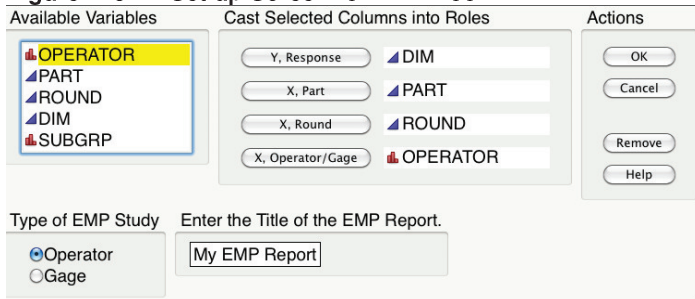 Available Variables
Cast Selected Columns into Roles
Actions
OPERATOR
PART
ROUND
DIM
SUBGRP
Y, Response
DIM
X, Part
PART
X, Round
ROUND
X, Operator/Gage
OPERATOR
OK
Cancel
Remove
Help
Type of EMP Study
Enter the Title of the EMP Report.
Operator
Gage
My EMP Report